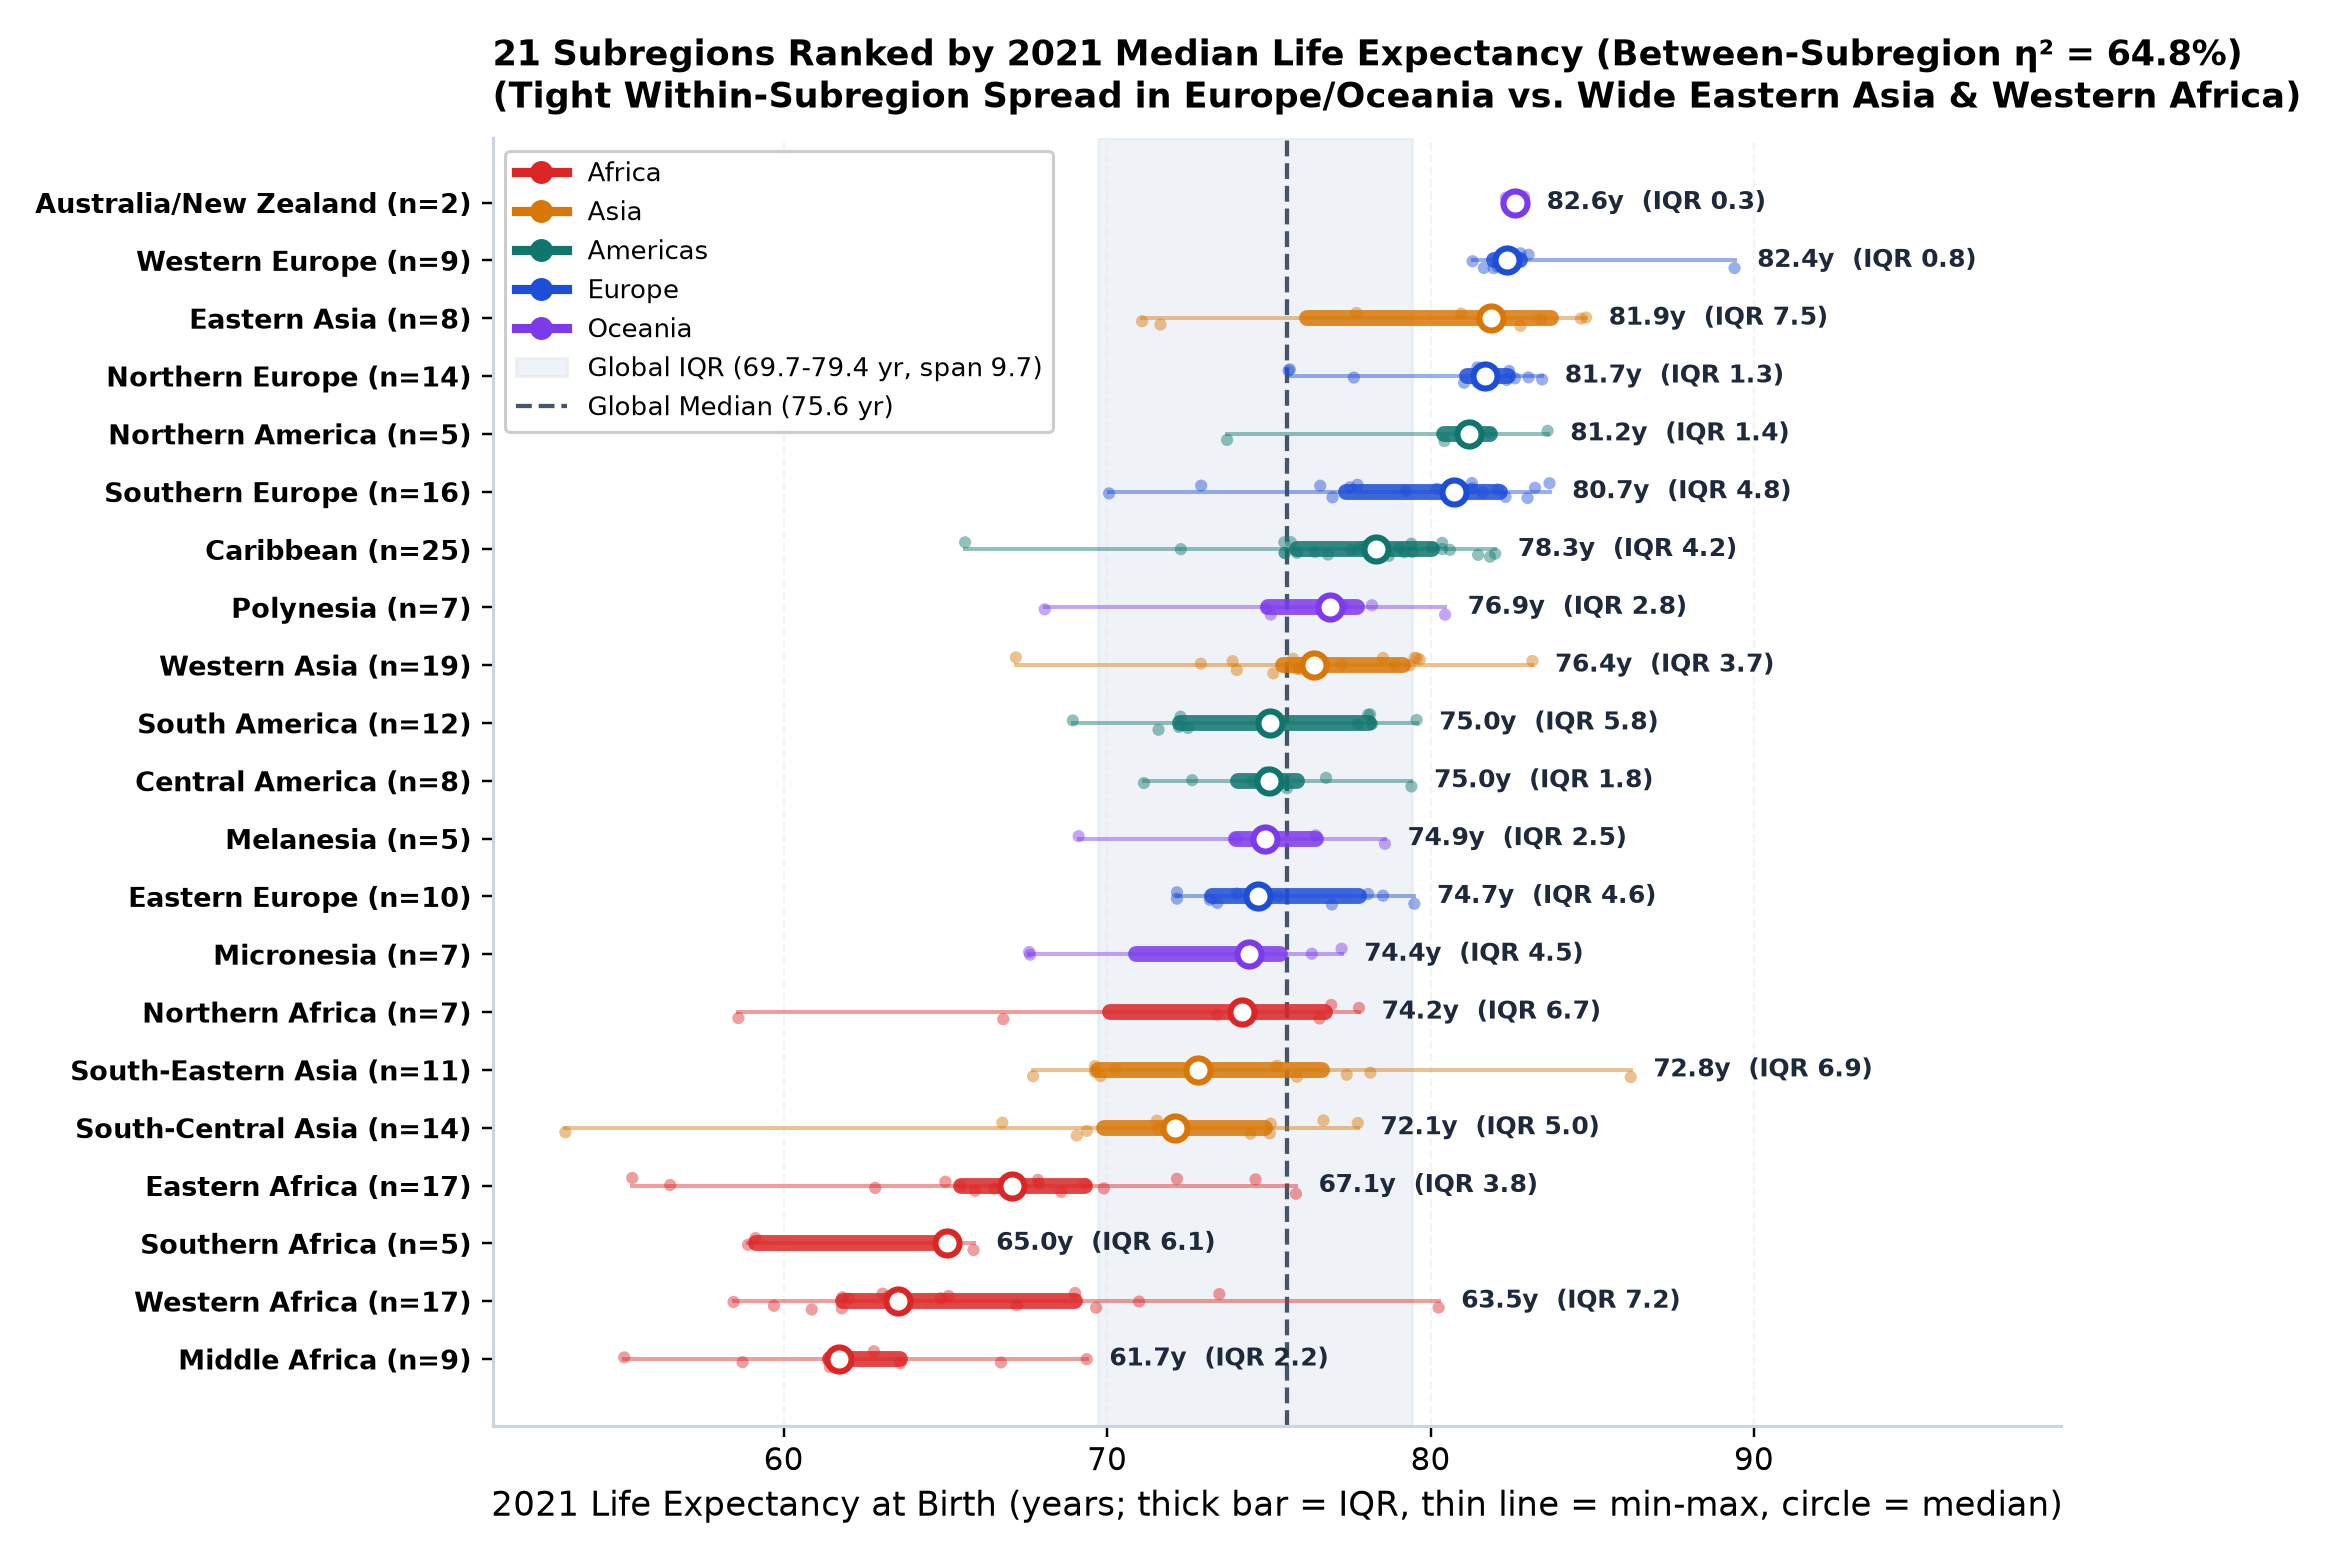 21 Subregions Ranked by 2021 Median Life Expectancy (Between-Subregion η² = 64.8%)
(Tight Within-Subregion Spread in Europe/Oceania vs. Wide Eastern Asia & Western Africa)
Africa
Asia
Americas
Europe
Oceania
Global IQR (69.7-79.4 yr, span 9.7)
Global Median (75.6 yr)
Australia/New Zealand (n=2) 82.6y (IQR 0.3)
Western Europe (n=9) 82.4y (IQR 0.8)
Eastern Asia (n=8) 81.9y (IQR 7.5)
Northern Europe (n=14) 81.7y (IQR 1.3)
Northern America (n=5) 81.2y (IQR 1.4)
Southern Europe (n=16) 80.7y (IQR 4.8)
Caribbean (n=25) 78.3y (IQR 4.2)
Polynesia (n=7) 76.9y (IQR 2.8)
Western Asia (n=19) 76.4y (IQR 3.7)
South America (n=12) 75.0y (IQR 5.8)
Central America (n=8) 75.0y (IQR 1.8)
Melanesia (n=5) 74.9y (IQR 2.5)
Eastern Europe (n=10) 74.7y (IQR 4.6)
Micronesia (n=7) 74.4y (IQR 4.5)
Northern Africa (n=7) 74.2y (IQR 6.7)
South-Eastern Asia (n=11) 72.8y (IQR 6.9)
South-Central Asia (n=14) 72.1y (IQR 5.0)
Eastern Africa (n=17) 67.1y (IQR 3.8)
Southern Africa (n=5) 65.0y (IQR 6.1)
Western Africa (n=17) 63.5y (IQR 7.2)
Middle Africa (n=9) 61.7y (IQR 2.2)
60 70 80 90
2021 Life Expectancy at Birth (years; thick bar = IQR, thin line = min-max, circle = median)